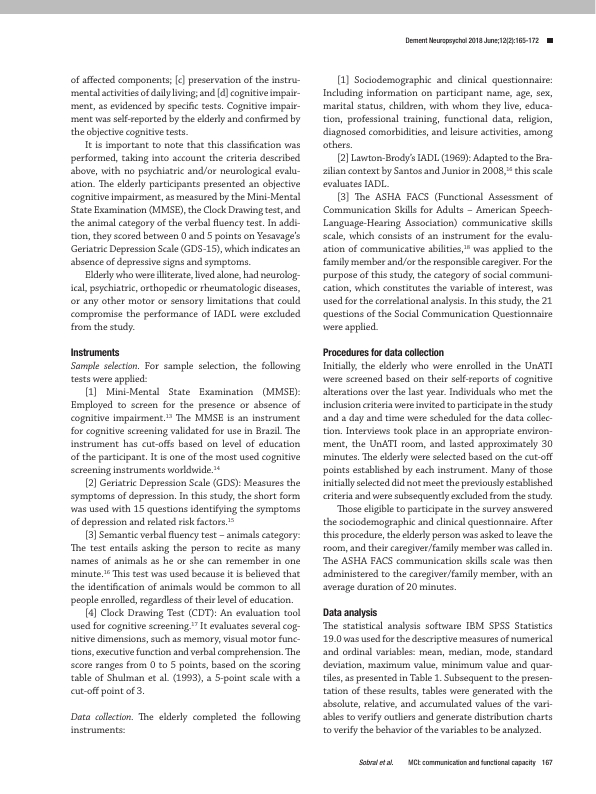 Dement Neuropsychol 2018 June;12(2):165-172
of affected components; [c] preservation of the instru-
mental activities of daily living; and [d] cognitive impair-
ment, as evidenced by specific tests. Cognitive impair-
ment was self-reported by the elderly and confirmed by
the objective cognitive tests.
It is important to note that this classification was
performed, taking into account the criteria described
above, with no psychiatric and/or neurological evalu-
ation. The elderly participants presented an objective
cognitive impairment, as measured by the Mini-Mental
State Examination (MMSE), the Clock Drawing test, and
the animal category of the verbal fluency test. In addi-
tion, they scored between 0 and 5 points on Yesavage's
Geriatric Depression Scale (GDS-15), which indicates an
absence of depressive signs and symptoms.
Elderly who were illiterate, lived alone, had neurolog-
ical, psychiatric, orthopedic or rheumatologic diseases,
or any other motor or sensory limitations that could
compromise the performance of IADL were excluded
from the study.
Instruments
Sample selection. For sample selection, the following
tests were applied:
[1] Mini-Mental State Examination (MMSE):
Employed to screen for the presence or absence of
cognitive impairment.13 The MMSE is an instrument
for cognitive screening validated for use in Brazil. The
instrument has cut-offs based on level of education
of the participant. It is one of the most used cognitive
screening instruments worldwide.14
[2] Geriatric Depression Scale (GDS): Measures the
symptoms of depression. In this study, the short form
was used with 15 questions identifying the symptoms
of depression and related risk factors.15
[3] Semantic verbal fluency test – animals category:
The test entails asking the person to recite as many
names of animals as he or she can remember in one
minute.16 This test was used because it is believed that
the identification of animals would be common to all
people enrolled, regardless of their level of education.
[4] Clock Drawing Test (CDT): An evaluation tool
used for cognitive screening.17 It evaluates several cog-
nitive dimensions, such as memory, visual motor func-
tions, executive function and verbal comprehension. The
score ranges from 0 to 5 points, based on the scoring
table of Shulman et al. (1993), a 5-point scale with a
cut-off point of 3.
Data collection. The elderly completed the following
instruments:
[1] Sociodemographic and clinical questionnaire:
Including information on participant name, age, sex,
marital status, children, with whom they live, educa-
tion, professional training, functional data, religion,
diagnosed comorbidities, and leisure activities, among
others.
[2] Lawton-Brody's IADL (1969): Adapted to the Bra-
zilian context by Santos and Junior in 2008,16 this scale
evaluates IADL.
[3] The ASHA FACS (Functional Assessment of
Communication Skills for Adults – American Speech-
Language-Hearing Association) communicative skills
scale, which consists of an instrument for the evalu-
ation of communicative abilities,18 was applied to the
family member and/or the responsible caregiver. For the
purpose of this study, the category of social communi-
cation, which constitutes the variable of interest, was
used for the correlational analysis. In this study, the 21
questions of the Social Communication Questionnaire
were applied.
Procedures for data collection
Initially, the elderly who were enrolled in the UnATI
were screened based on their self-reports of cognitive
alterations over the last year. Individuals who met the
inclusion criteria were invited to participate in the study
and a day and time were scheduled for the data collec-
tion. Interviews took place in an appropriate environ-
ment, the UnATI room, and lasted approximately 30
minutes. The elderly were selected based on the cut-off
points established by each instrument. Many of those
initially selected did not meet the previously established
criteria and were subsequently excluded from the study.
Those eligible to participate in the survey answered
the sociodemographic and clinical questionnaire. After
this procedure, the elderly person was asked to leave the
room, and their caregiver/family member was called in.
The ASHA FACS communication skills scale was then
administered to the caregiver/family member, with an
average duration of 20 minutes.
Data analysis
The statistical analysis software IBM SPSS Statistics
19.0 was used for the descriptive measures of numerical
and ordinal variables: mean, median, mode, standard
deviation, maximum value, minimum value and quar-
tiles, as presented in Table 1. Subsequent to the presen-
tation of these results, tables were generated with the
absolute, relative, and accumulated values of the vari-
ables to verify outliers and generate distribution charts
to verify the behavior of the variables to be analyzed.
Sobral et al. MCI: communication and functional capacity 167